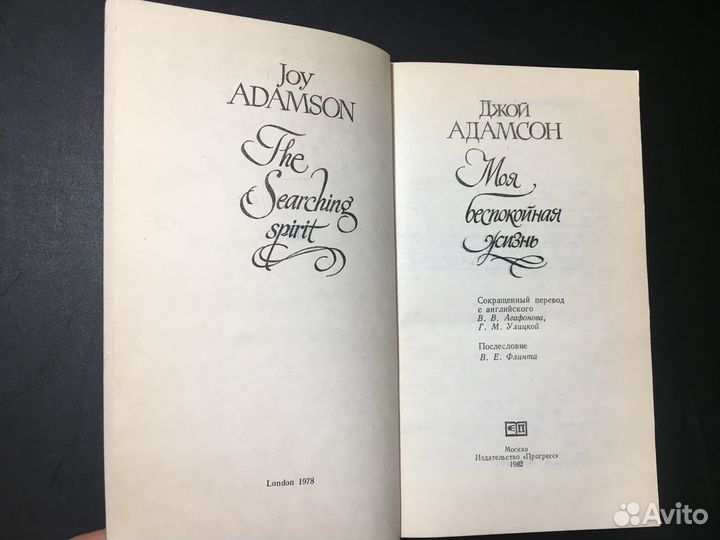 Joy
ADAMSON
The
Searching
spirit
London 1978
Джой
АДАМСОН
Моя
беспокойная
жизнь
Сокращенный перевод
с английского
В. В. Агафонова,
Г. М. Улицкой
Послесловие
В. Е. Флинта
Москва
Издательство «Прогресс»
1982
Avito